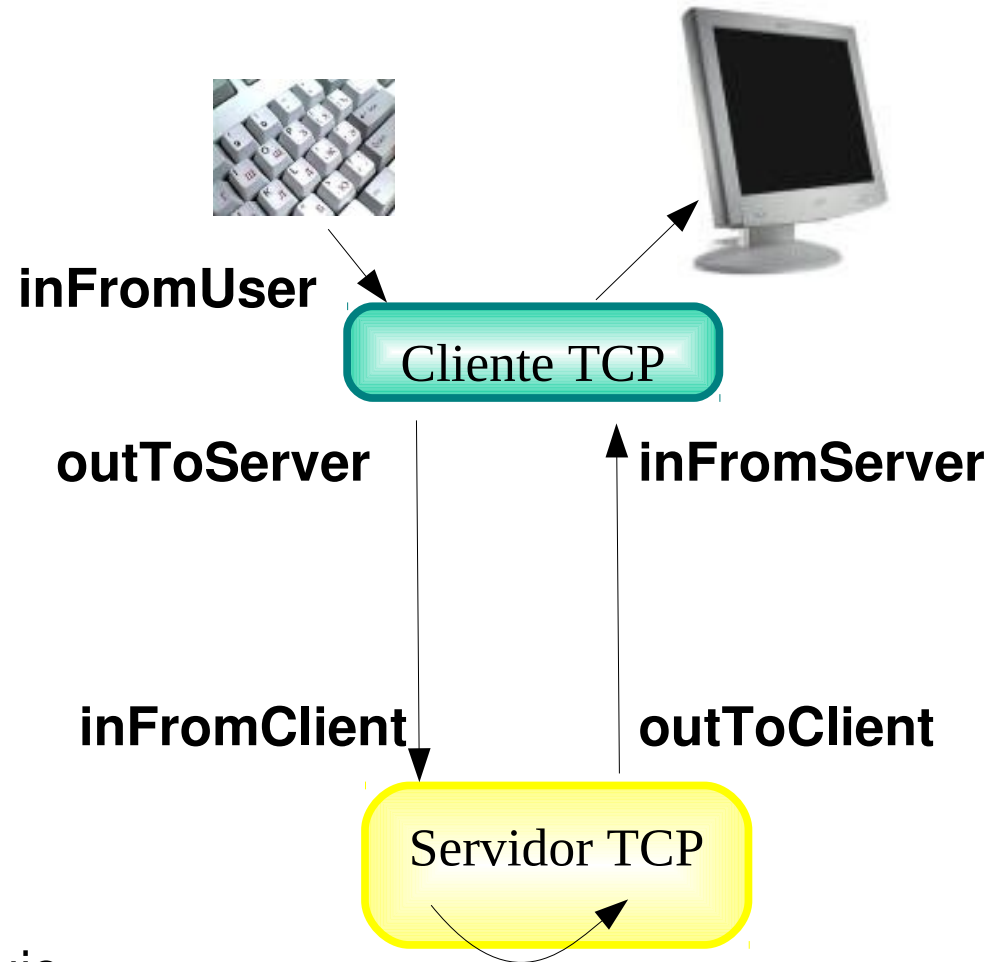 inFromUser
Cliente TCP
outToServer
inFromServer
inFromClient
outToClient
Servidor TCP